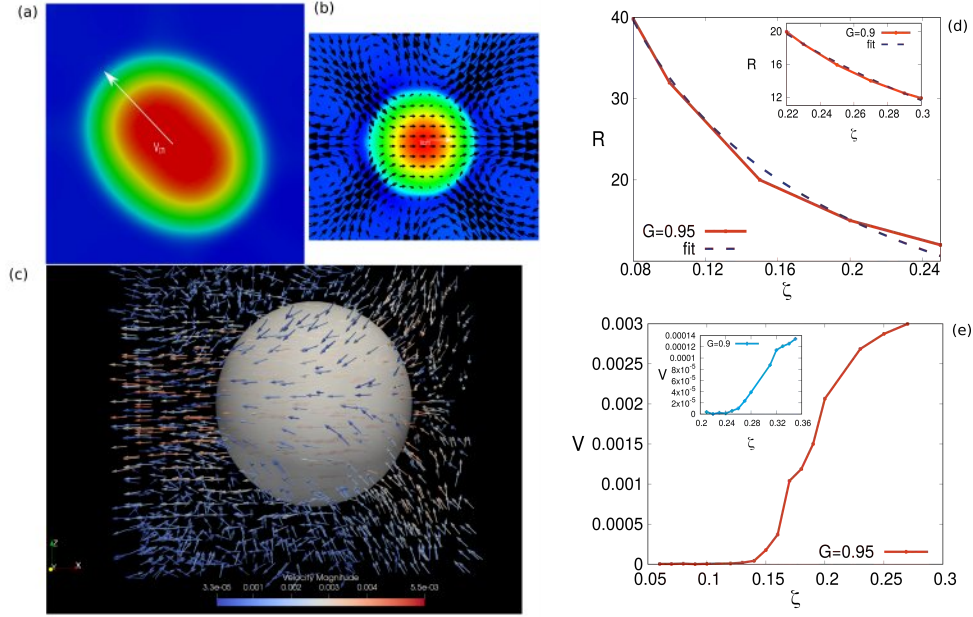 (a)
V
(b)
(c)
Z
Y
X
Velocity Magnitude
3.3e-05
0.001
0.002
0.003
0.004
5.5e-03
(d)
R
40
30
20
0.08
0.12
0.16
0.2
0.24
ζ
G=0.95
fit
G=0.9
fit
R
20
16
12
0.22
0.24
0.26
0.28
0.3
ζ
(e)
V
0.003
0.0025
0.002
0.0015
0.001
0.0005
0
0.05
0.1
0.15
0.2
0.25
0.3
ζ
G=0.95
G=0.9
V
0.00014
0.00012
0.0001
8x10⁻⁵
6x10⁻⁵
4x10⁻⁵
2x10⁻⁵
0
0.2
0.24
0.28
0.32
0.36
ζ